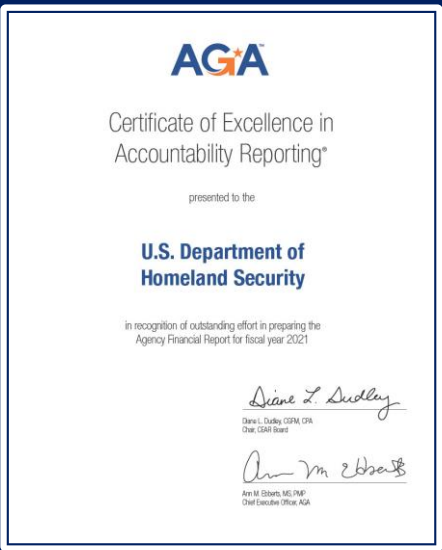 AGA
Certificate of Excellence in
Accountability Reporting®
presented to the
U.S. Department of
Homeland Security
in recognition of outstanding effort in preparing the
Agency Financial Report for fiscal year 2021
Diane L. Dudley
Diane L. Dudley, CGFM, CPA
Chair, CEAR Board
Ann M Ebberts
Ann M. Ebberts, MS, PMP
Chief Executive Officer, AGA